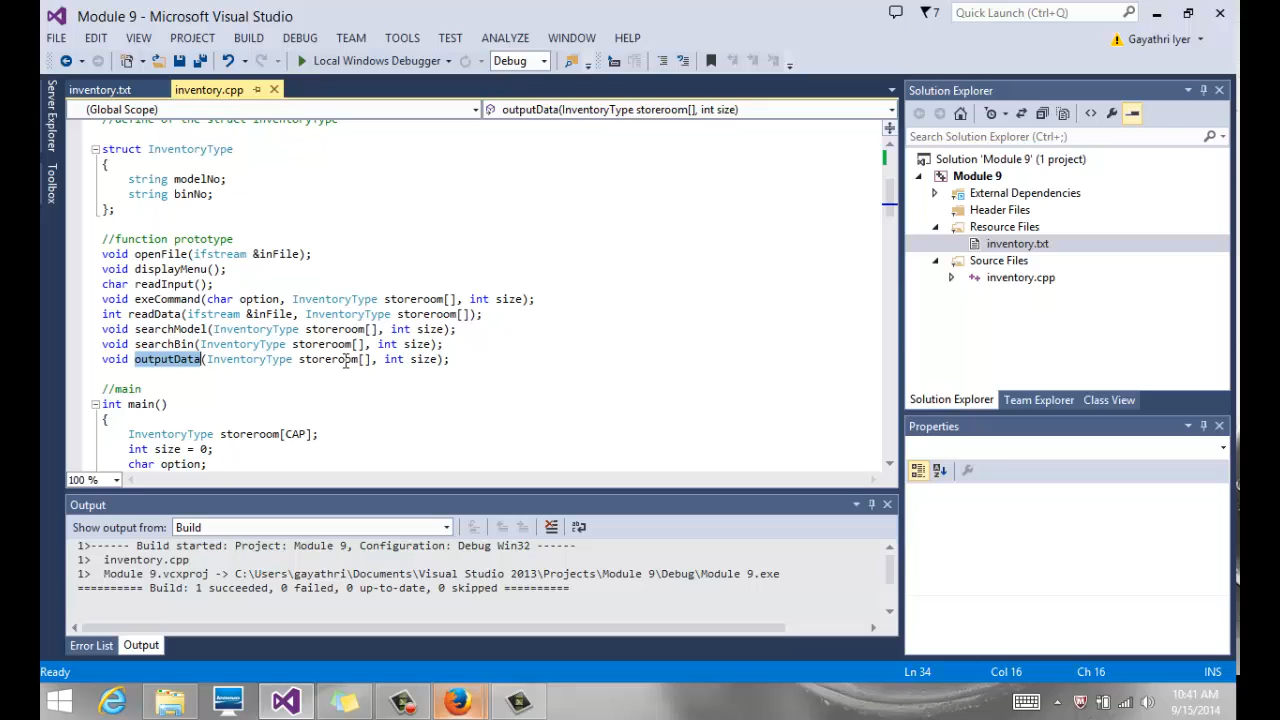 Module 9 - Microsoft Visual Studio
7
Quick Launch (Ctrl+Q)
FILE EDIT VIEW PROJECT BUILD DEBUG TEAM TOOLS TEST ANALYZE WINDOW HELP
Gayathri Iyer
Local Windows Debugger
Debug
Server Explorer
Toolbox
inventory.txt
inventory.cpp
(Global Scope)
outputData(InventoryType storeroom[], int size)
//define of the struct InventoryType
struct InventoryType
{
string modelNo;
string binNo;
};
//function prototype
void openFile(ifstream &inFile);
void displayMenu();
char readInput();
void exeCommand(char option, InventoryType storeroom[], int size);
int readData(ifstream &inFile, InventoryType storeroom[]);
void searchModel(InventoryType storeroom[], int size);
void searchBin(InventoryType storeroom[], int size);
void outputData(InventoryType storeroom[], int size);
//main
int main()
{
InventoryType storeroom[CAP];
int size = 0;
char option;
100 %
Output
Show output from: Build
1>------ Build started: Project: Module 9, Configuration: Debug Win32 ------
1> inventory.cpp
1> Module 9.vcxproj -> C:\Users\gayathri\Documents\Visual Studio 2013\Projects\Module 9\Debug\Module 9.exe
========== Build: 1 succeeded, 0 failed, 0 up-to-date, 0 skipped ==========
Error List
Output
Solution Explorer
Search Solution Explorer (Ctrl+;)
Solution 'Module 9' (1 project)
Module 9
External Dependencies
Header Files
Resource Files
inventory.txt
Source Files
inventory.cpp
Solution Explorer Team Explorer Class View
Properties
Ready
Ln 34
Col 16
Ch 16
INS
10:41 AM
9/15/2014